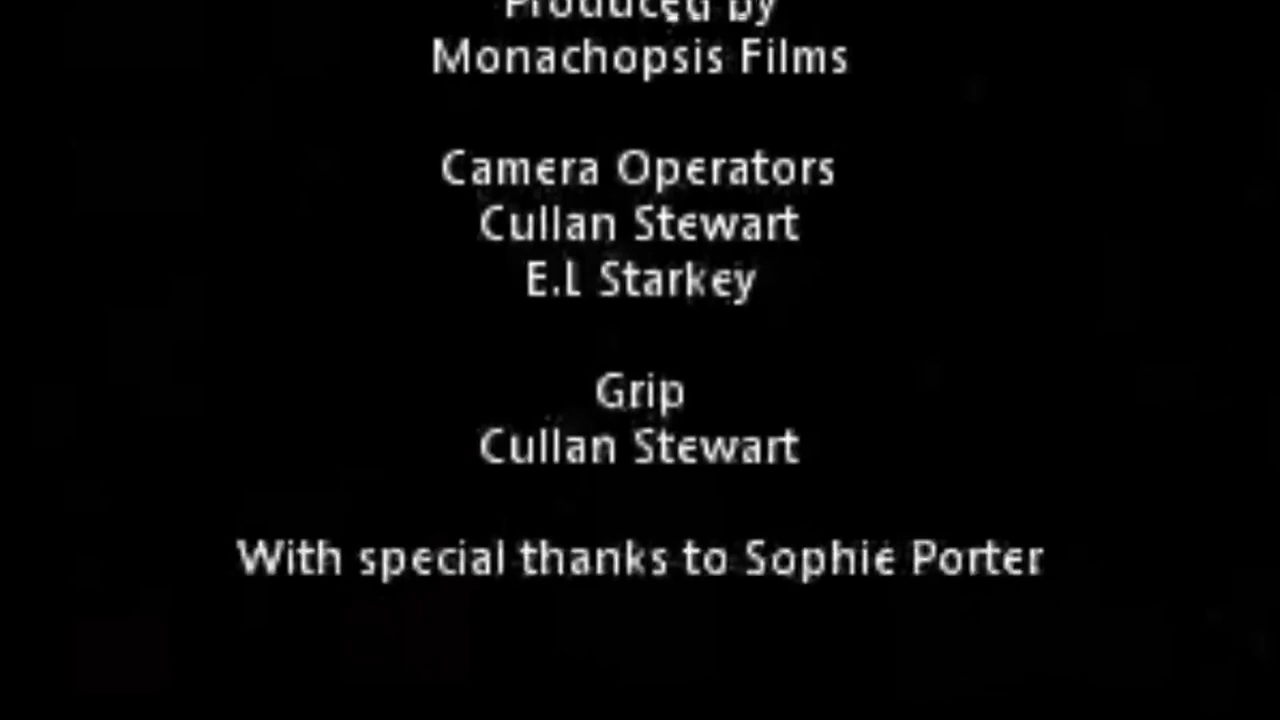 Produced by
Monachopsis Films
Camera Operators
Cullan Stewart
E.L Starkey
Grip
Cullan Stewart
With special thanks to Sophie Porter